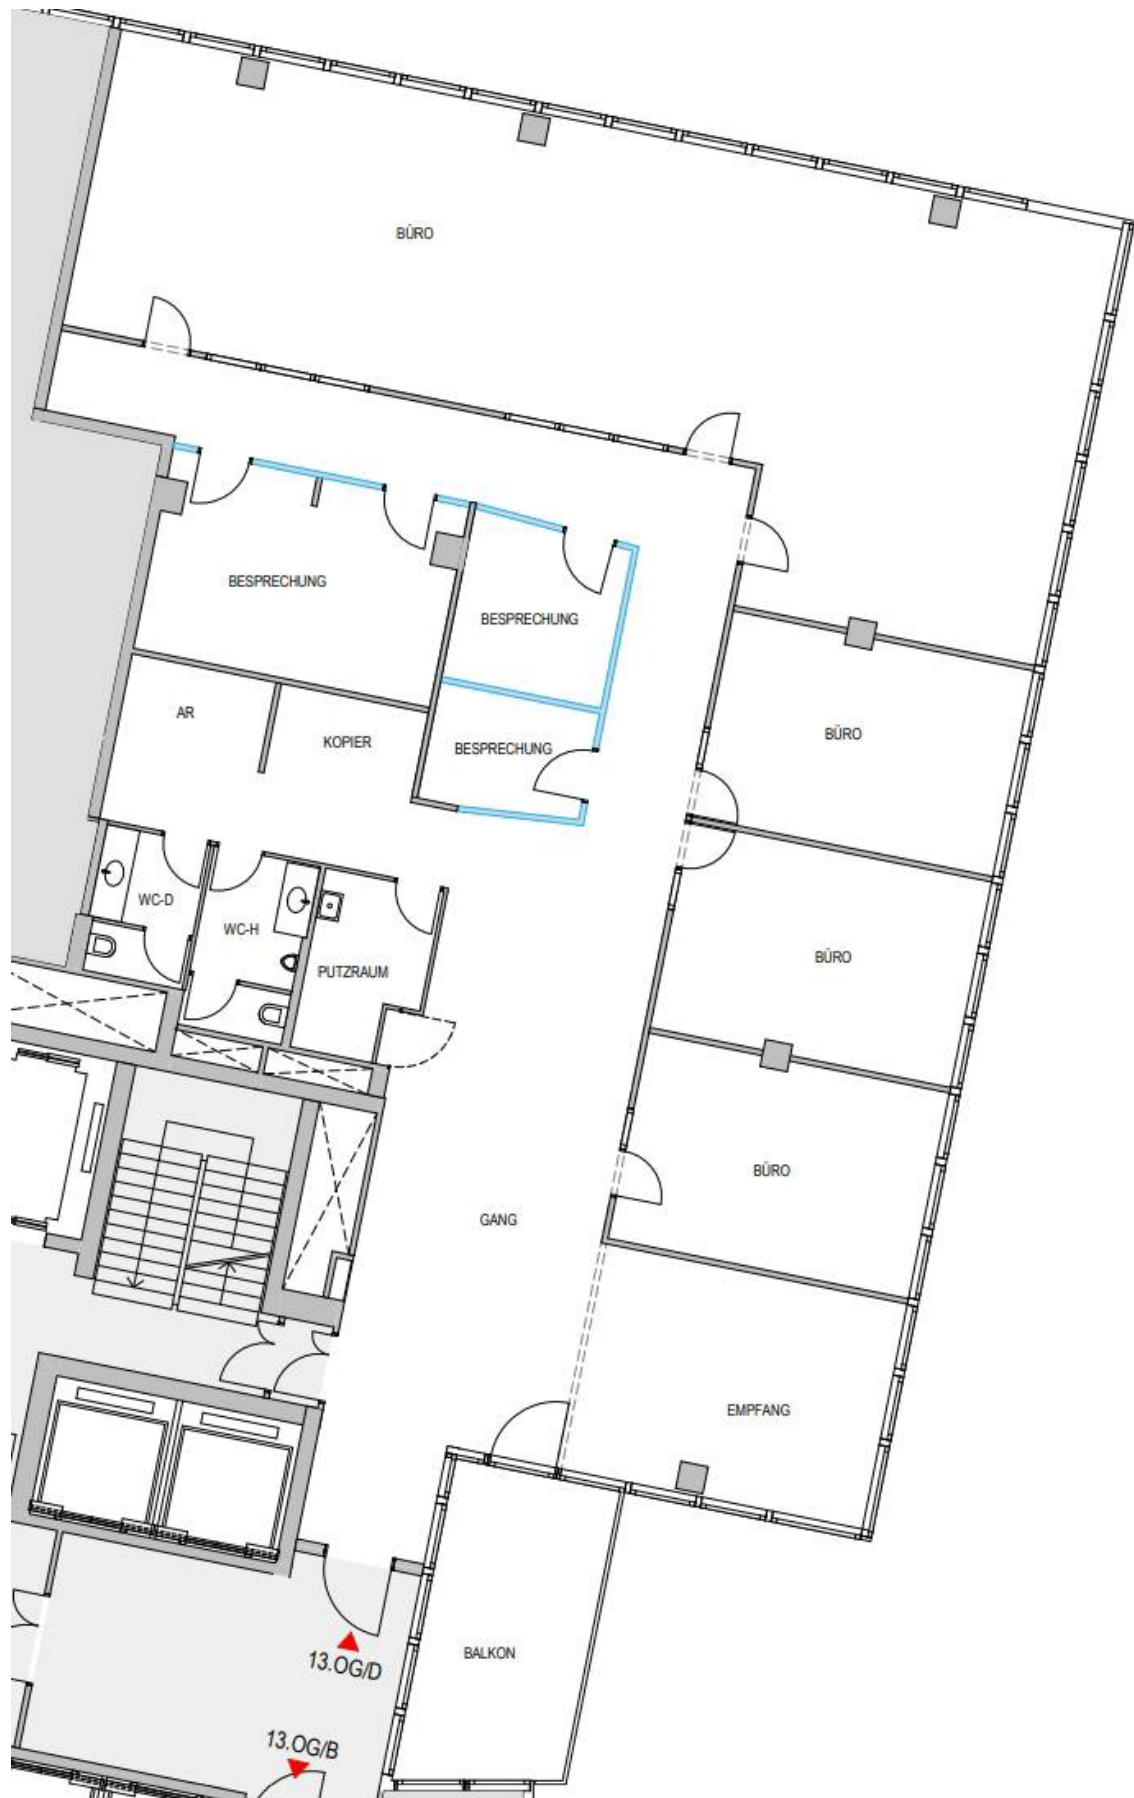 BÜRO
BESPRECHUNG
BESPRECHUNG
AR
KOPIER
BESPRECHUNG
BÜRO
WC-D
WC-H
PUTZRAUM
BÜRO
BÜRO
GANG
EMPFANG
BALKON
13.OG/D
13.OG/B